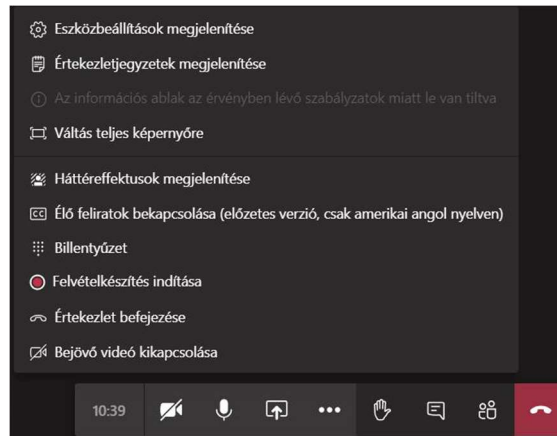 Eszközbeállítások megjelenítése
Értekezletjegyzetek megjelenítése
Az információs ablak az érvényben lévő szabályzatok miatt le van tiltva
Váltás teljes képernyőre
Háttéreffektusok megjelenítése
CC Élő feliratok bekapcsolása (előzetes verzió, csak amerikai angol nyelven)
Billentyűzet
Felvételkészítés indítása
Értekezlet befejezése
Bejövő videó kikapcsolása
10:39